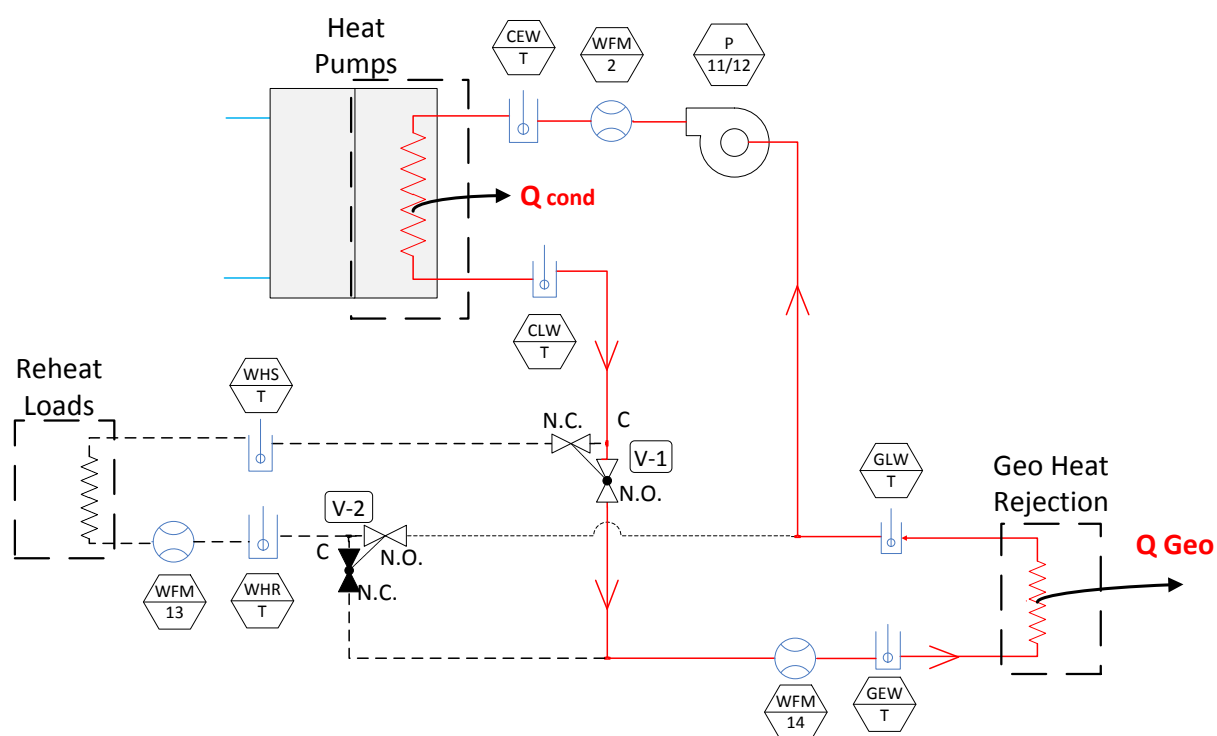 Heat
Pumps
CEW
T
WFM
2
P
11/12
Q cond
CLW
T
Reheat
Loads
WHS
T
N.C.
C
V-1
N.O.
GLW
T
Geo Heat
Rejection
Q Geo
V-2
C
N.O.
N.C.
WFM
13
WHR
T
WFM
14
GEW
T